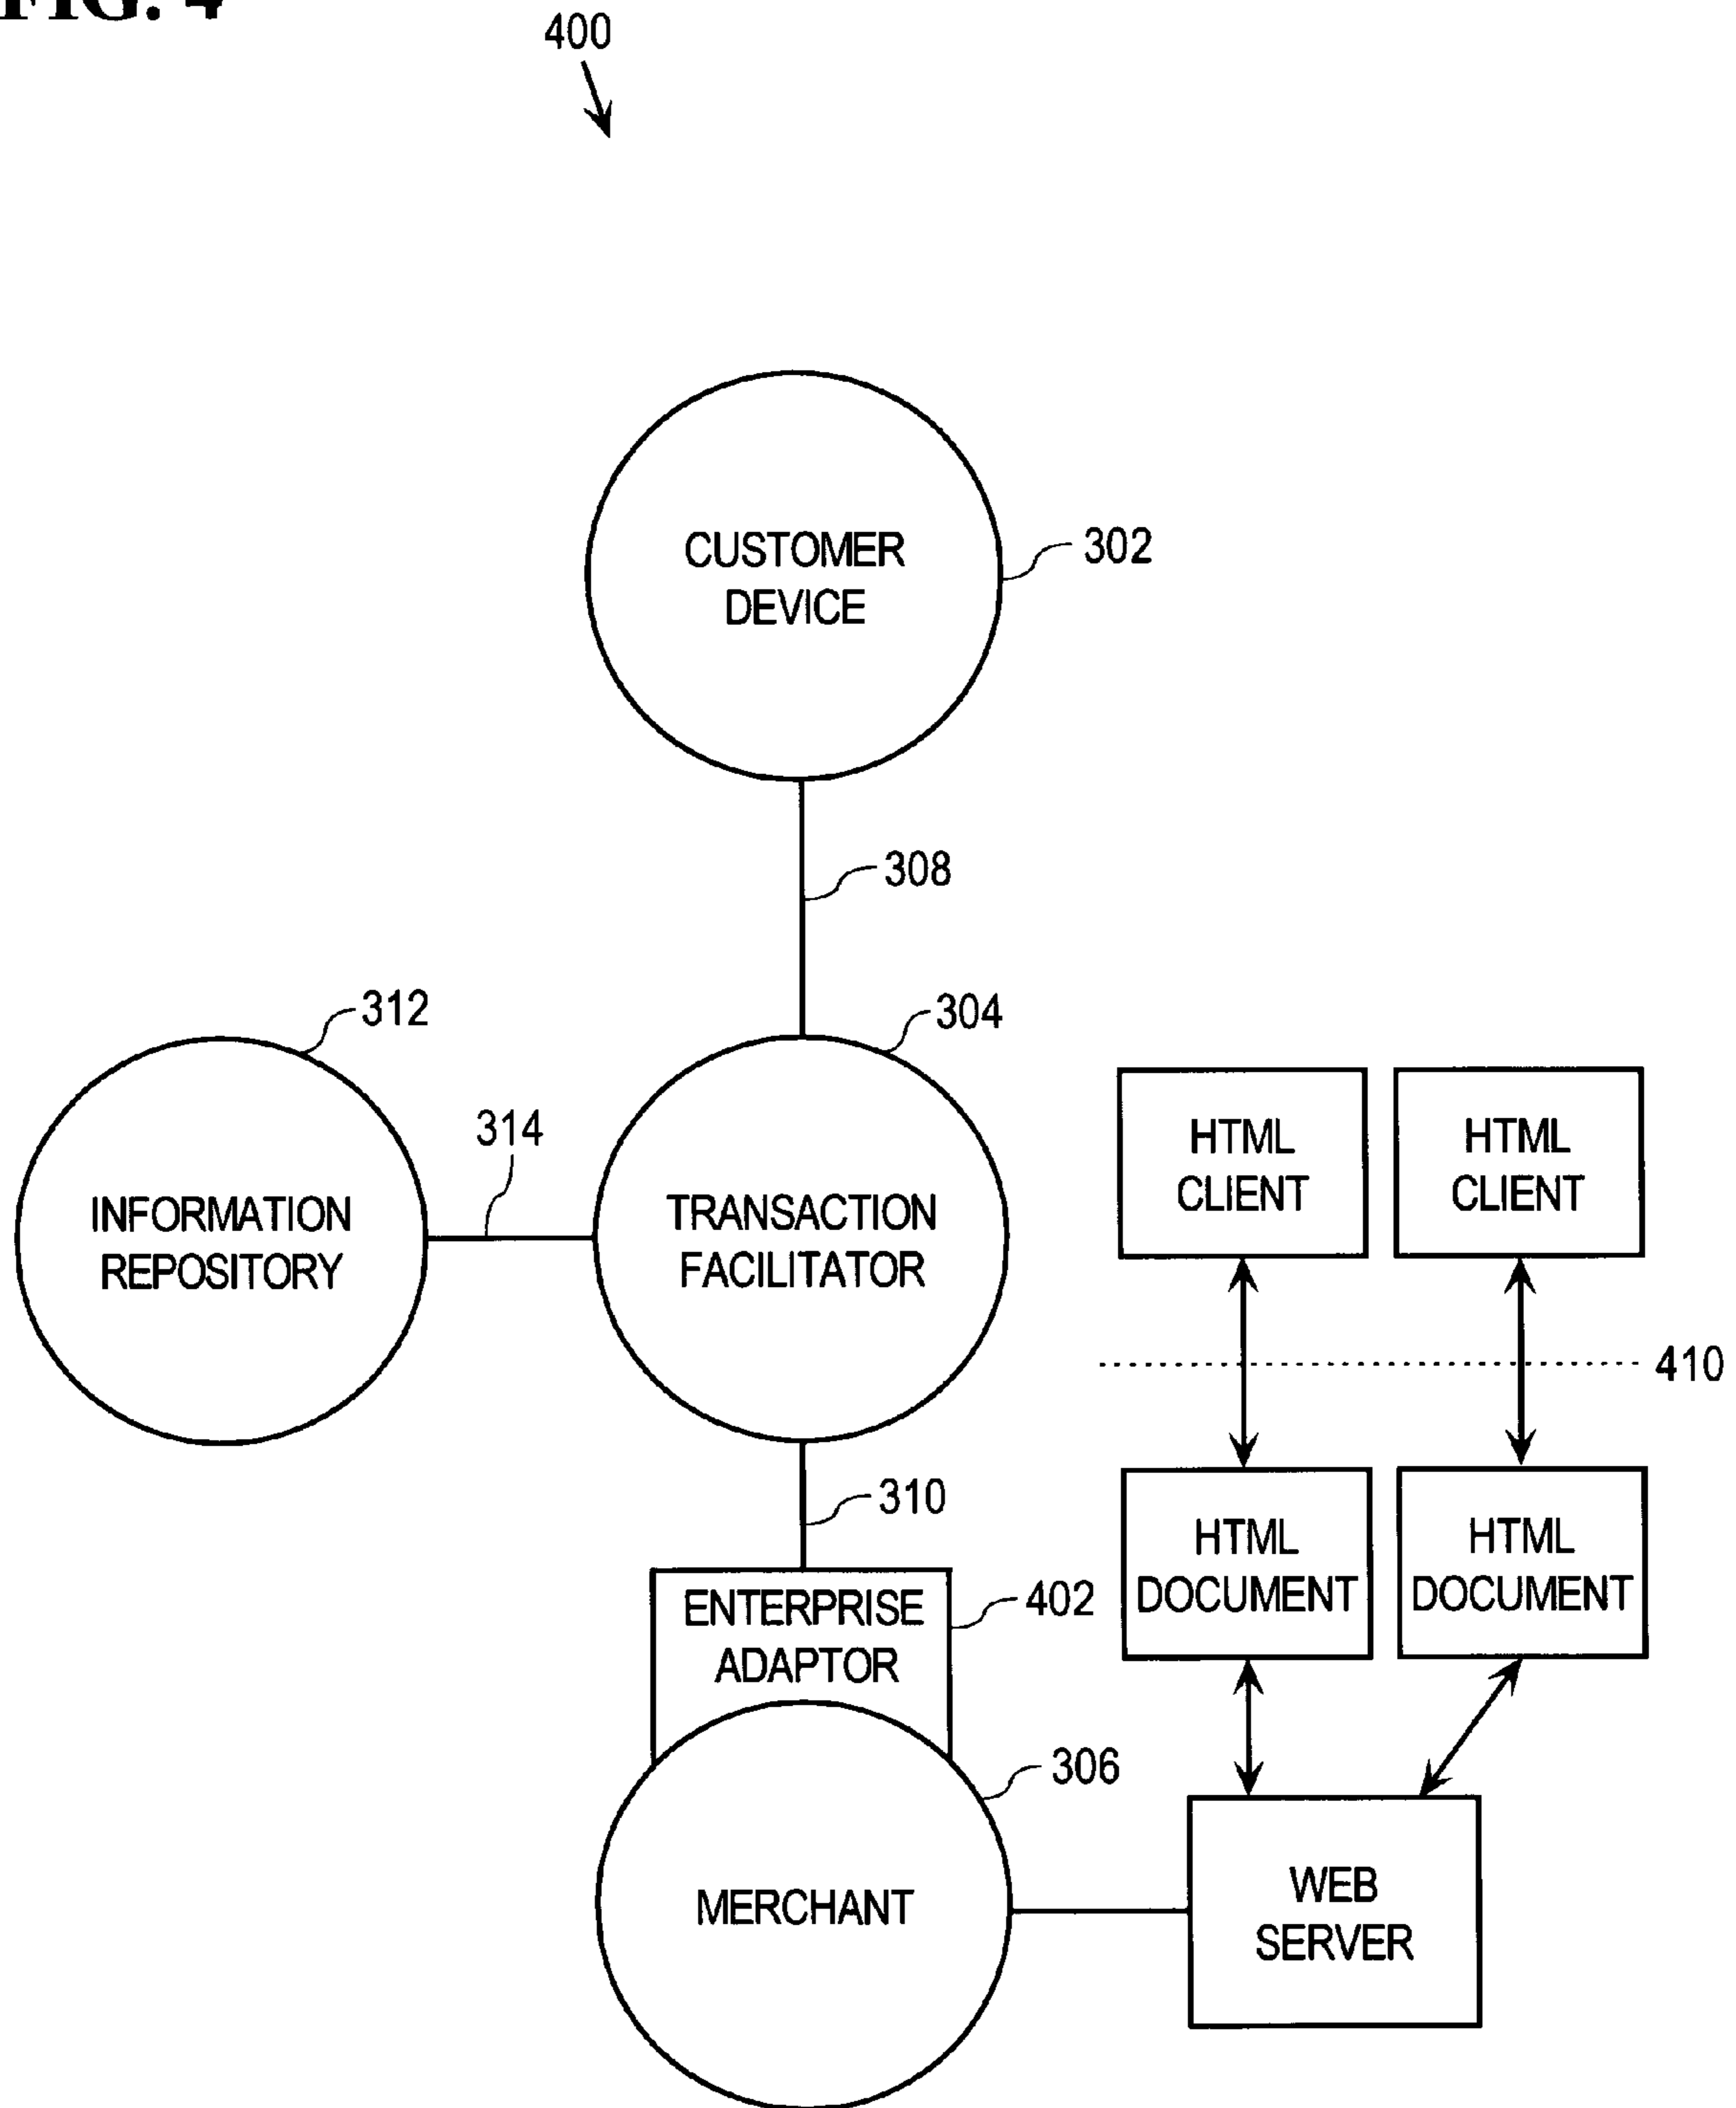 FIG. 4
400
CUSTOMER
DEVICE
302
308
312
304
314
INFORMATION
REPOSITORY
TRANSACTION
FACILITATOR
HTML
CLIENT
HTML
CLIENT
410
310
HTML
DOCUMENT
HTML
DOCUMENT
ENTERPRISE
ADAPTOR
402
306
MERCHANT
WEB
SERVER